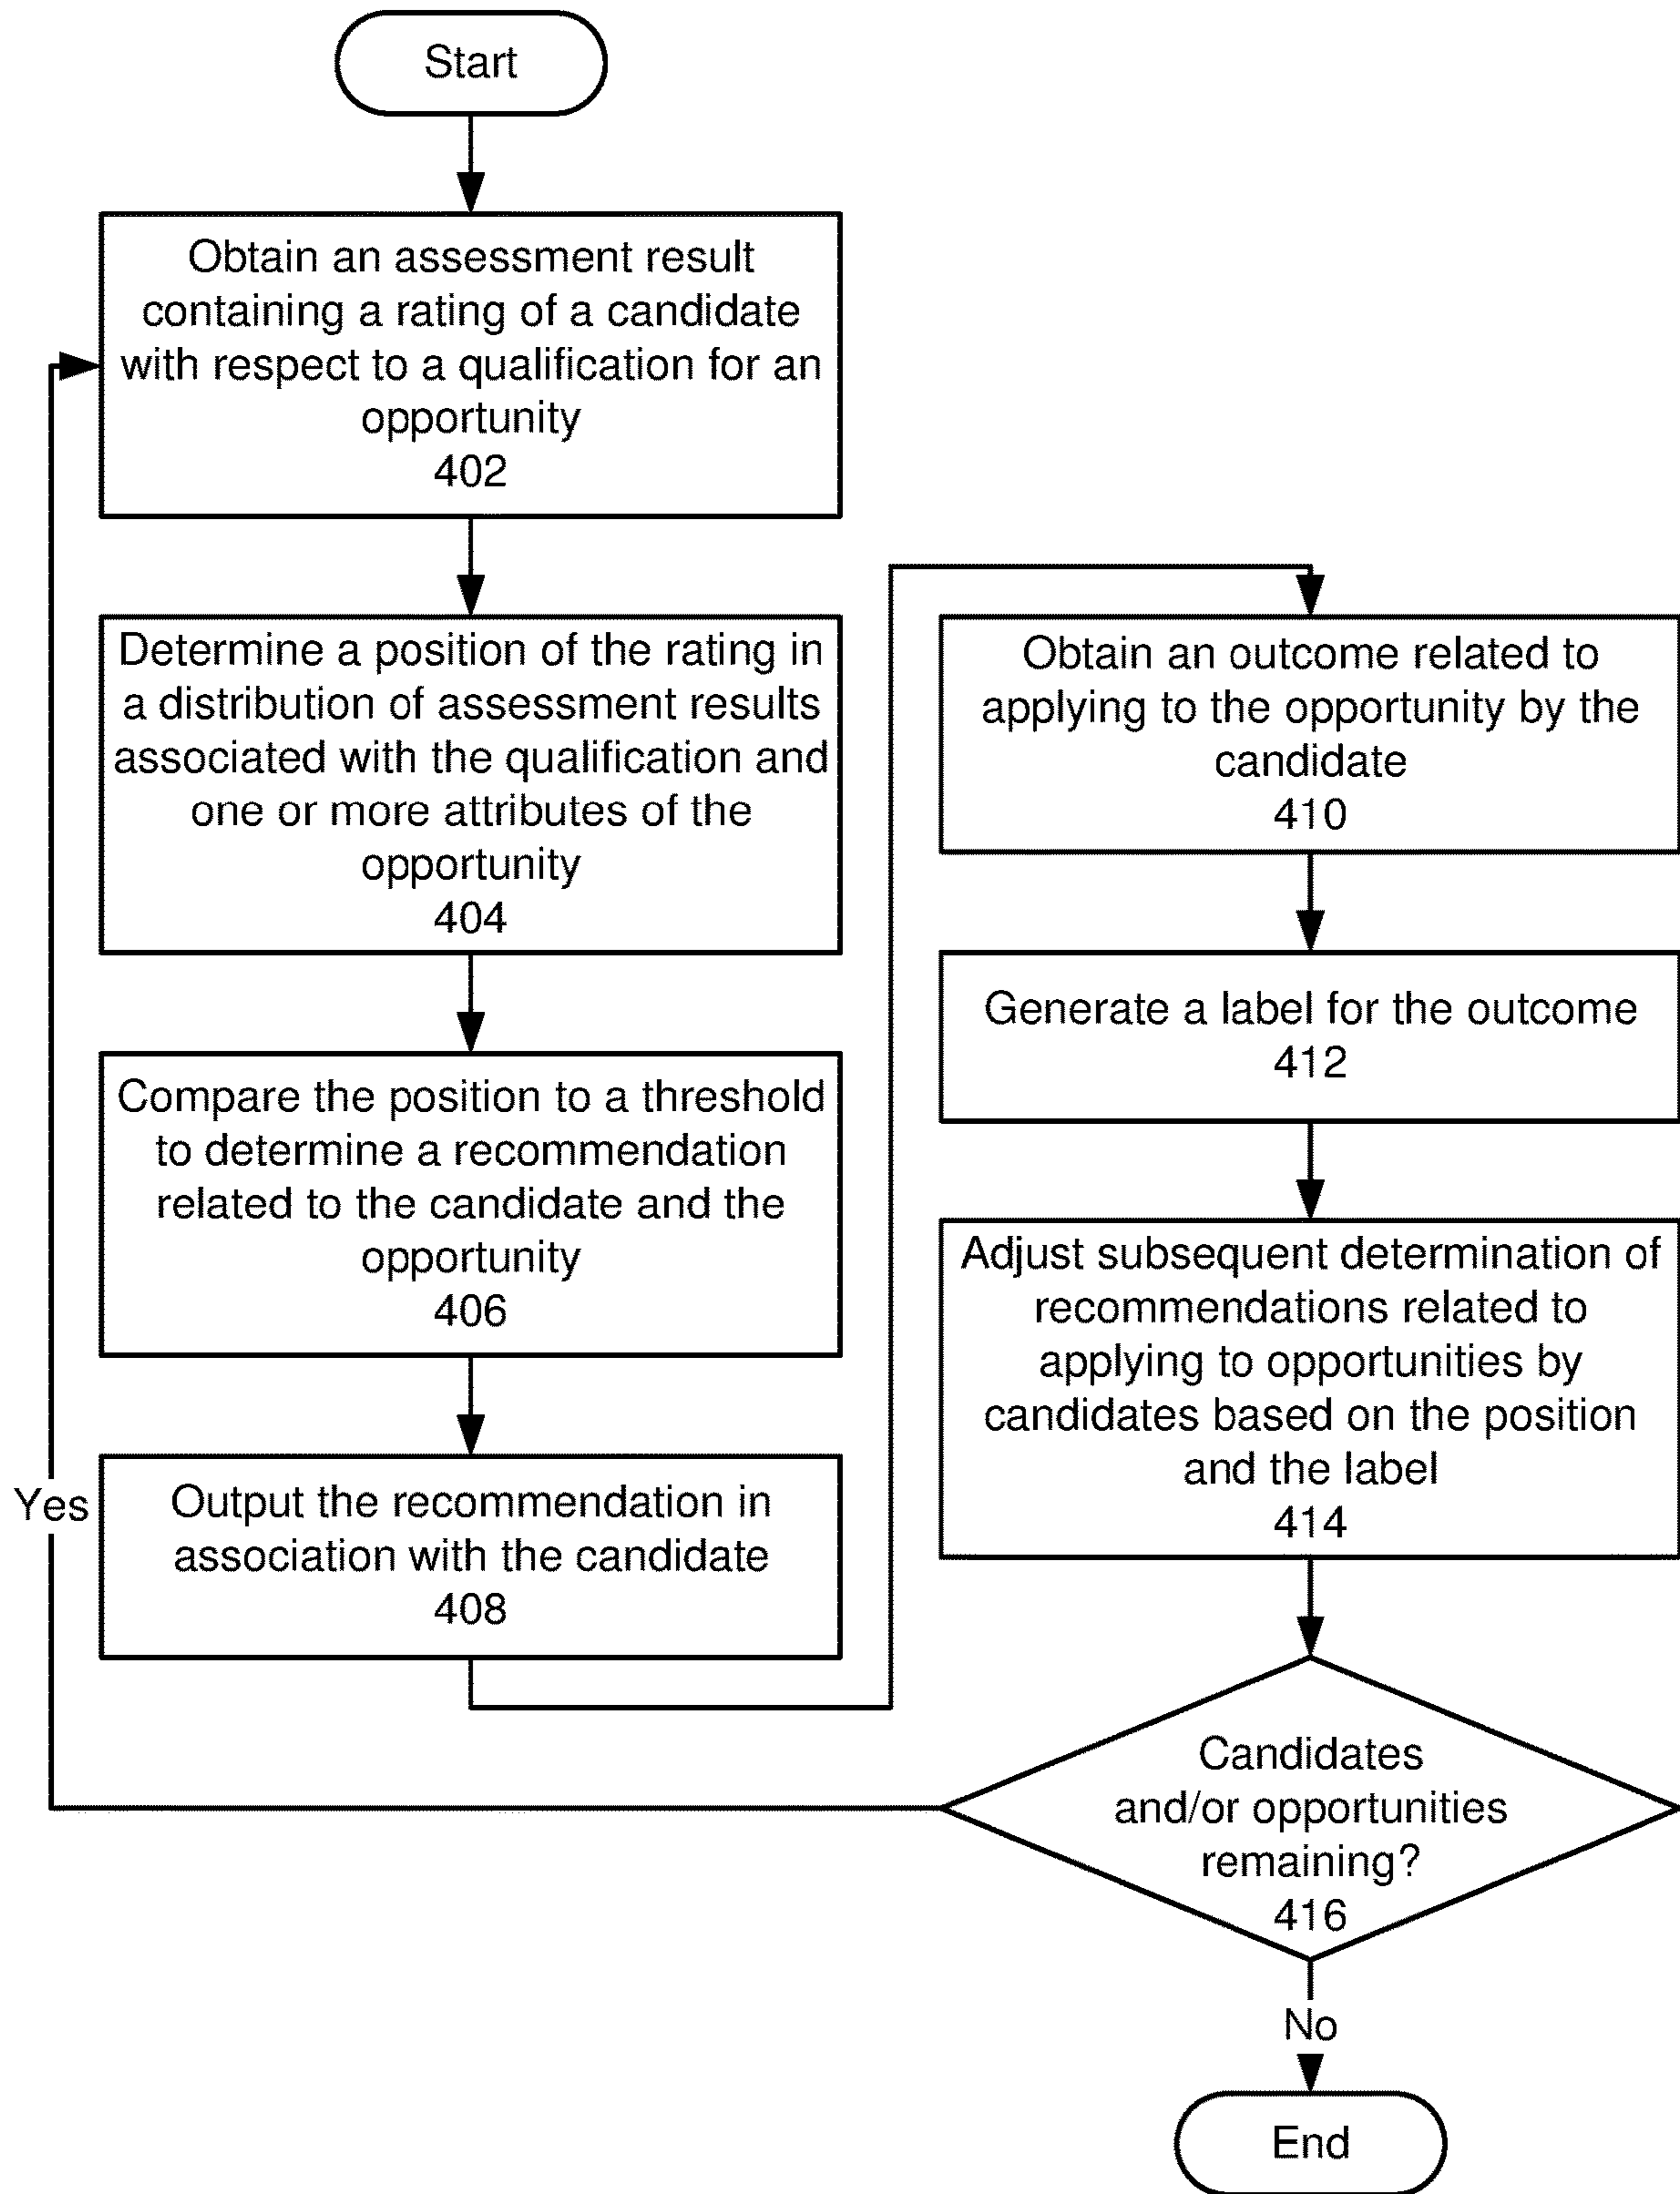 Start
Obtain an assessment result
containing a rating of a candidate
with respect to a qualification for an
opportunity
402
Determine a position of the rating in
a distribution of assessment results
associated with the qualification and
one or more attributes of the
opportunity
404
Compare the position to a threshold
to determine a recommendation
related to the candidate and the
opportunity
406
Yes
Output the recommendation in
association with the candidate
408
Obtain an outcome related to
applying to the opportunity by the
candidate
410
Generate a label for the outcome
412
Adjust subsequent determination of
recommendations related to
applying to opportunities by
candidates based on the position
and the label
414
Candidates
and/or opportunities
remaining?
416
No
End